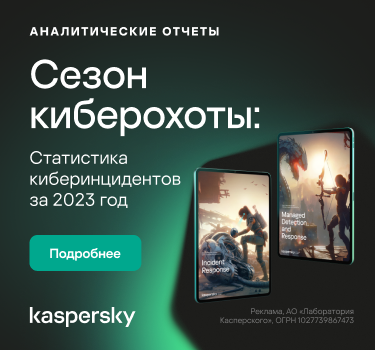 АНАЛИТИЧЕСКИЕ ОТЧЕТЫ
Сезон
киберохоты:
Статистика
киберинцидентов
за 2023 год
Подробнее
Incident
Response
Managed
Detection
and
Response
kaspersky
Реклама, АО «Лаборатория
Касперского», ОГРН 1027739867473